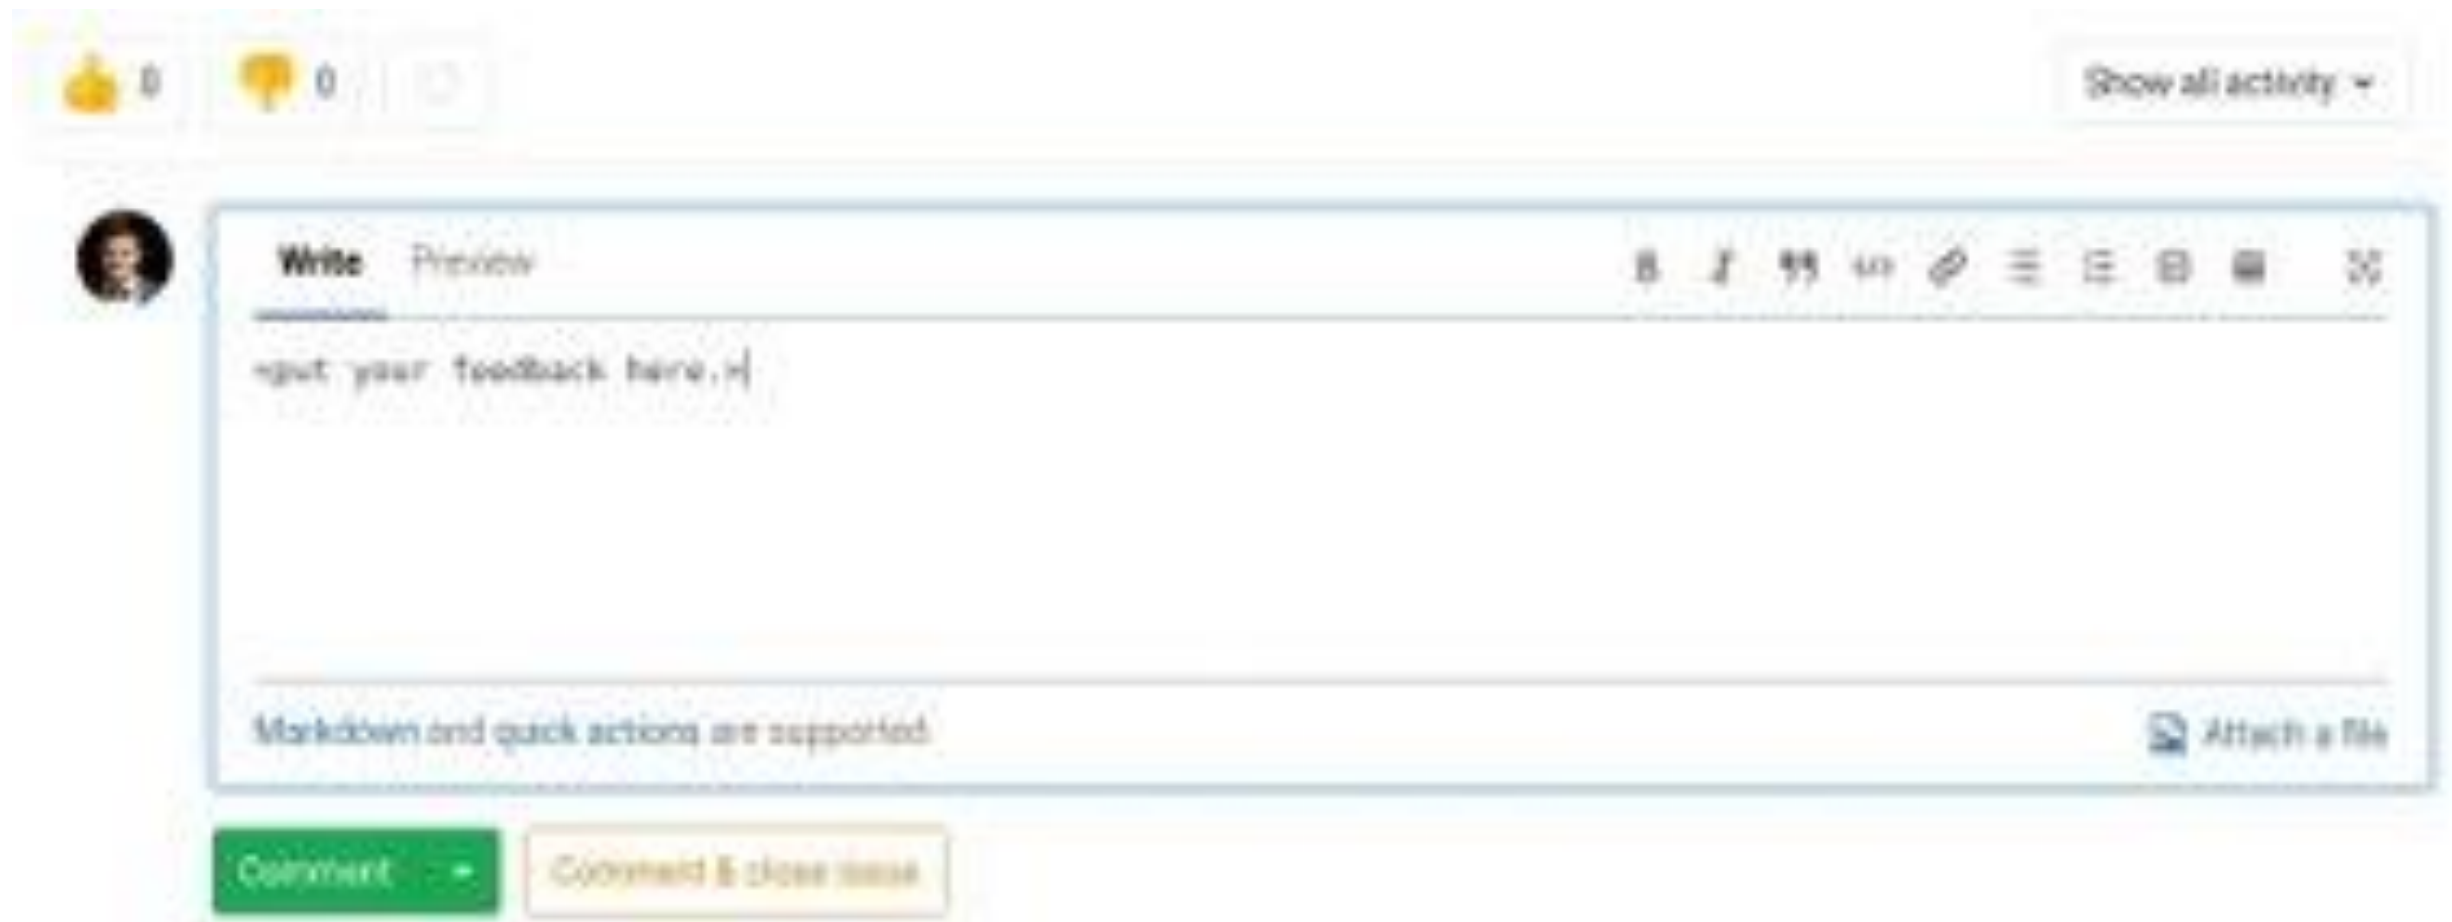 0 0 Show all activity
Write Preview
<put your feedback here.>
Markdown and quick actions are supported
Attach a file
Comment
Comment & close issue